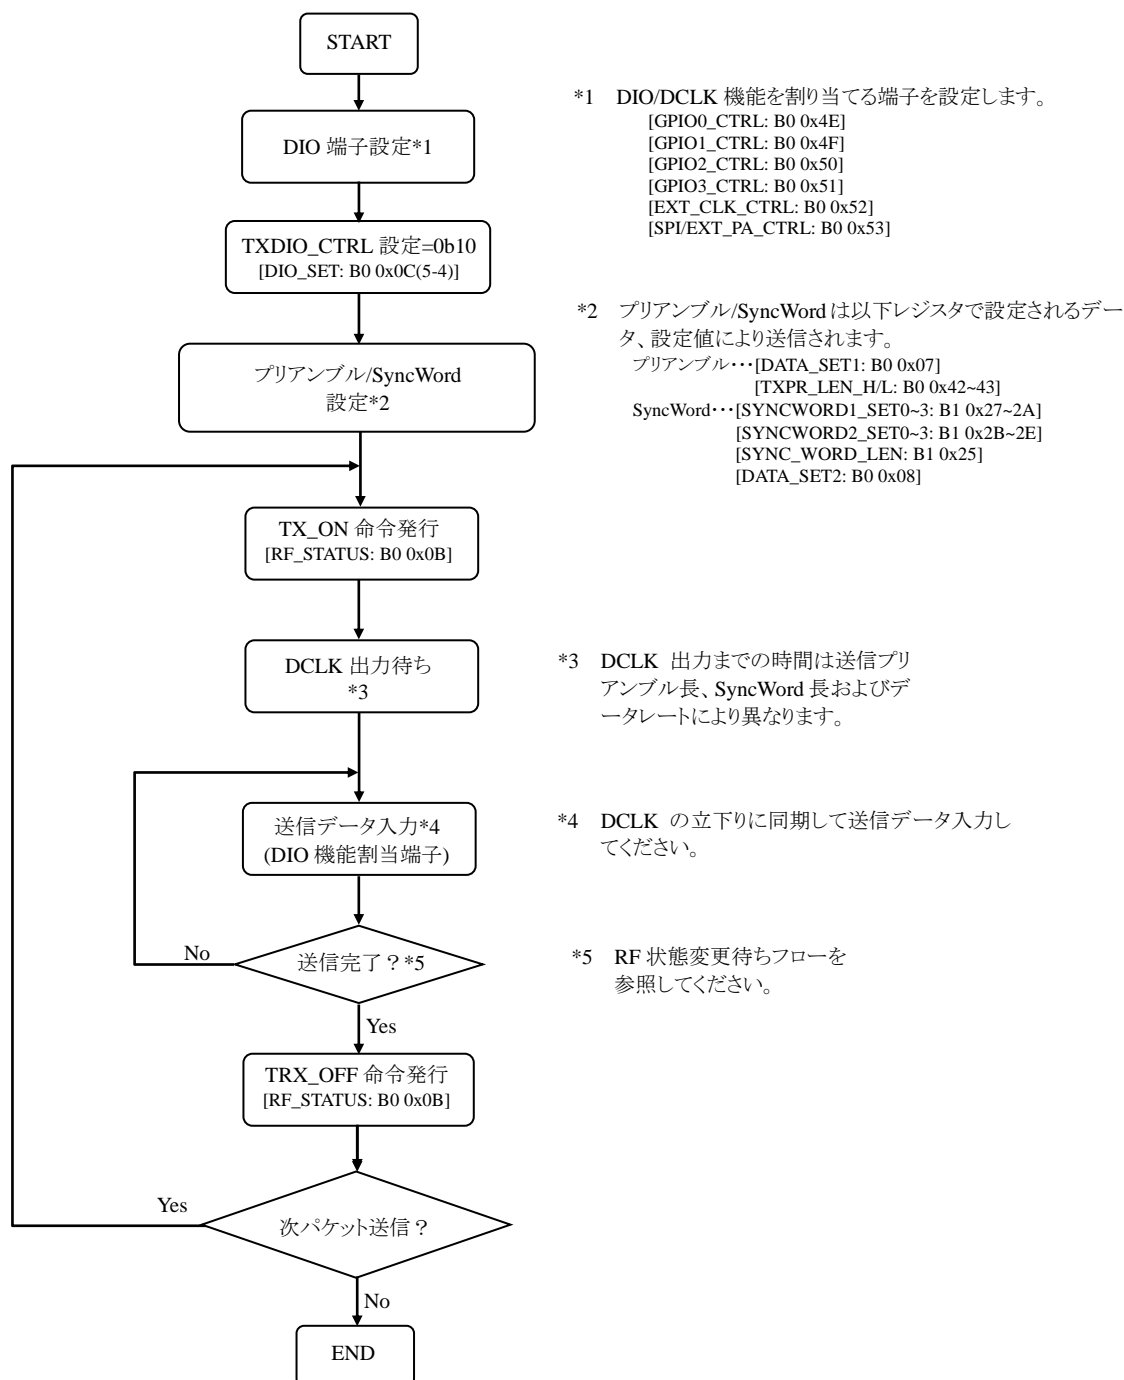 START
DIO 端子設定*1
TXDIO_CTRL 設定=0b10
[DIO_SET: B0 0x0C(5-4)]
プリアンブル/SyncWord
設定*2
TX_ON 命令発行
[RF_STATUS: B0 0x0B]
DCLK 出力待ち
*3
送信データ入力*4
(DIO 機能割当端子)
No
送信完了？*5
Yes
TRX_OFF 命令発行
[RF_STATUS: B0 0x0B]
Yes
次パケット送信？
No
END
*1 DIO/DCLK 機能を割り当てる端子を設定します。
[GPIO0_CTRL: B0 0x4E]
[GPIO1_CTRL: B0 0x4F]
[GPIO2_CTRL: B0 0x50]
[GPIO3_CTRL: B0 0x51]
[EXT_CLK_CTRL: B0 0x52]
[SPI/EXT_PA_CTRL: B0 0x53]
*2 プリアンブル/SyncWord は以下レジスタで設定されるデー
タ、設定値により送信されます。
プリアンブル･･･[DATA_SET1: B0 0x07]
[TXPR_LEN_H/L: B0 0x42~43]
SyncWord･･･[SYNCWORD1_SET0~3: B1 0x27~2A]
[SYNCWORD2_SET0~3: B1 0x2B~2E]
[SYNC_WORD_LEN: B1 0x25]
[DATA_SET2: B0 0x08]
*3 DCLK 出力までの時間は送信プリ
アンブル長、SyncWord 長およびデ
ータレートにより異なります。
*4 DCLK の立下りに同期して送信データ入力し
てください。
*5 RF 状態変更待ちフローを
参照してください。